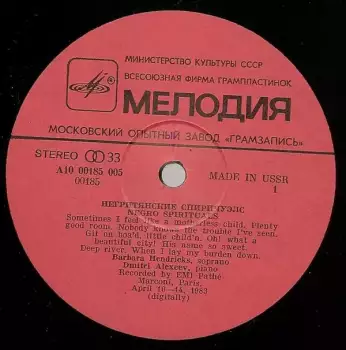 МИНИСТЕРСТВО КУЛЬТУРЫ СССР
ВСЕСОЮЗНАЯ ФИРМА ГРАМПЛАСТИНОК
МЕЛОДИЯ
МОСКОВСКИЙ ОПЫТНЫЙ ЗАВОД «ГРАМЗАПИСЬ»
STEREO 33
А10 00185 005
00185
MADE IN USSR
1
НЕГРИТЯНСКИЕ СПИРИЧУЭЛС
NEGRO SPIRITUALS
Sometimes I feel like a motherless child. Plenty
good room. Nobody knows the trouble I've seen.
Git on boa'd, little child'n. Oh! what a
beautiful city! His name so sweet.
Deep river. When I lay my burden down.
Barbara Hendricks, soprano
Dmitri Alexeev, piano
Recorded by EMI Pathé
Marconi, Paris,
April 10—14, 1983
(digitally)